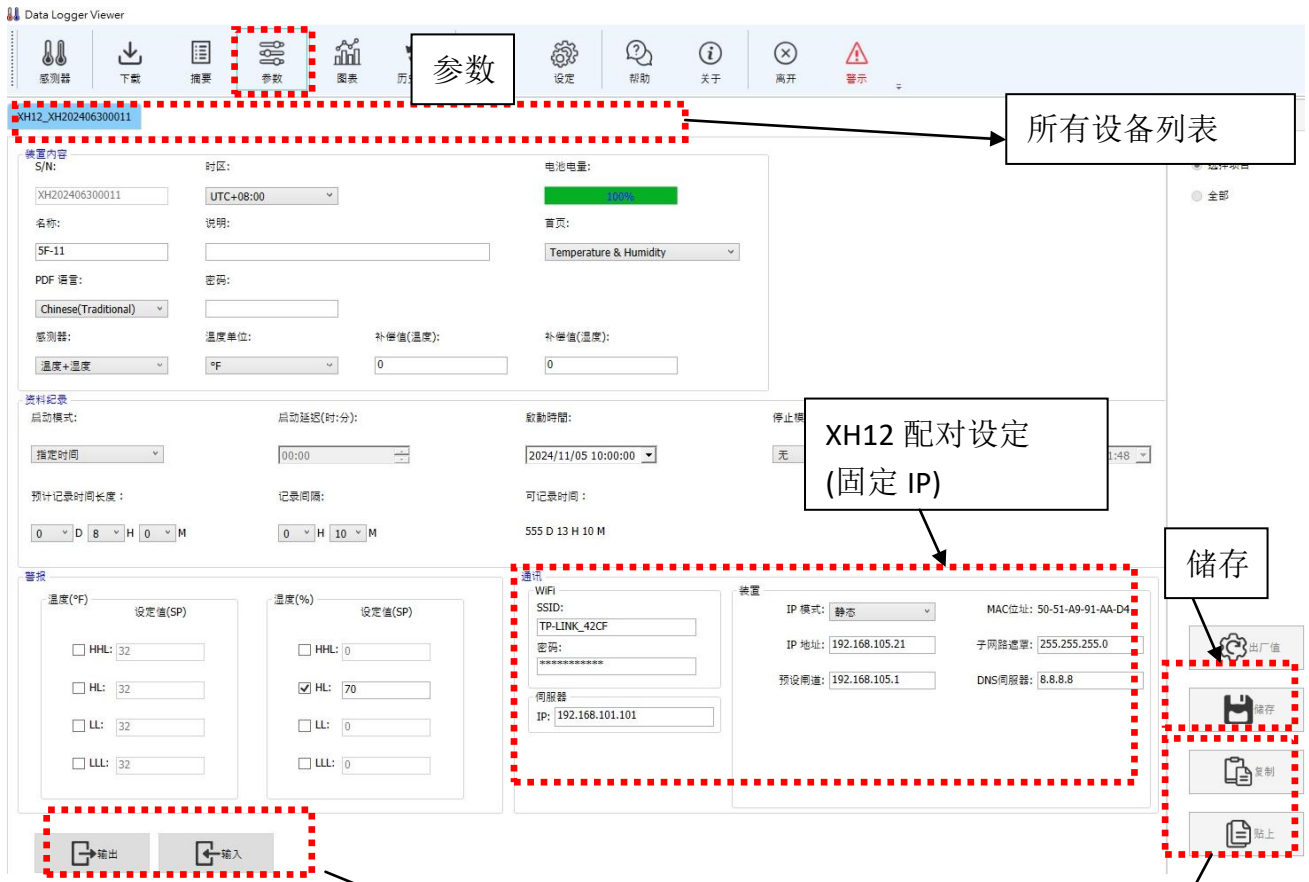 Data Logger Viewer
感测器 下载 摘要 参数 图表 设定 帮助 关于 离开 警示
参数
XH12_XH202406300011
所有设备列表
装置内容
S/N: 时区: 电池电量:
XH202406300011 UTC+08:00 100%
全部
名称: 说明: 首页:
5F-11 Temperature & Humidity
PDF 语言: 密码:
Chinese(Traditional)
感测器: 温度单位: 补偿值(温度): 补偿值(湿度):
温度+湿度 °F 0 0
资料纪录
启动模式: 启动延迟(时:分): 啟動時間:
XH12 配对设定
(固定 IP)
指定时间 00:00 2024/11/05 10:00:00 无 1:48
预计记录时间长度： 记录间隔: 可记录时间：
0 D 8 H 0 M 0 H 10 M 555 D 13 H 10 M
储存
警报 通讯
温度(°F) 湿度(%) WiFi 装置
设定值(SP) 设定值(SP) SSID: IP 模式: 静态 MAC位址: 50-51-A9-91-AA-D4
TP-LINK_42CF
HHL: 32 HHL: 0 密码: IP 地址: 192.168.105.21 子网路遮罩: 255.255.255.0 出厂值
***********
HL: 32 HL: 70 伺服器 预设闸道: 192.168.105.1 DNS伺服器: 8.8.8.8
IP: 192.168.101.101 储存
LL: 32 LL: 0
LLL: 32 LLL: 0 复制
输出 输入 贴上